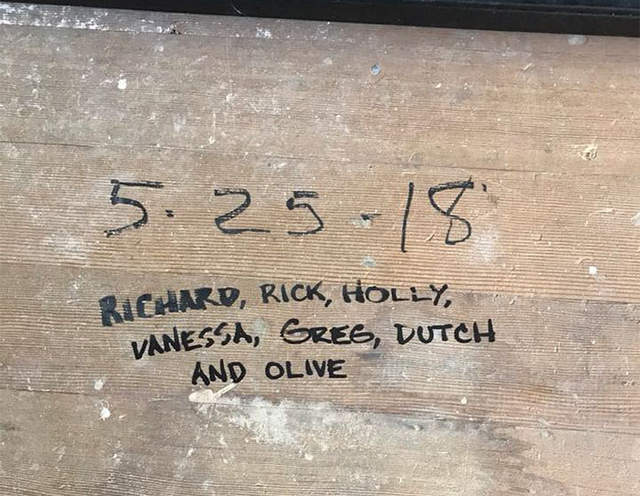 5-25-18
RICHARD, RICK, HOLLY,
VANESSA, GREG, DUTCH
AND OLIVE